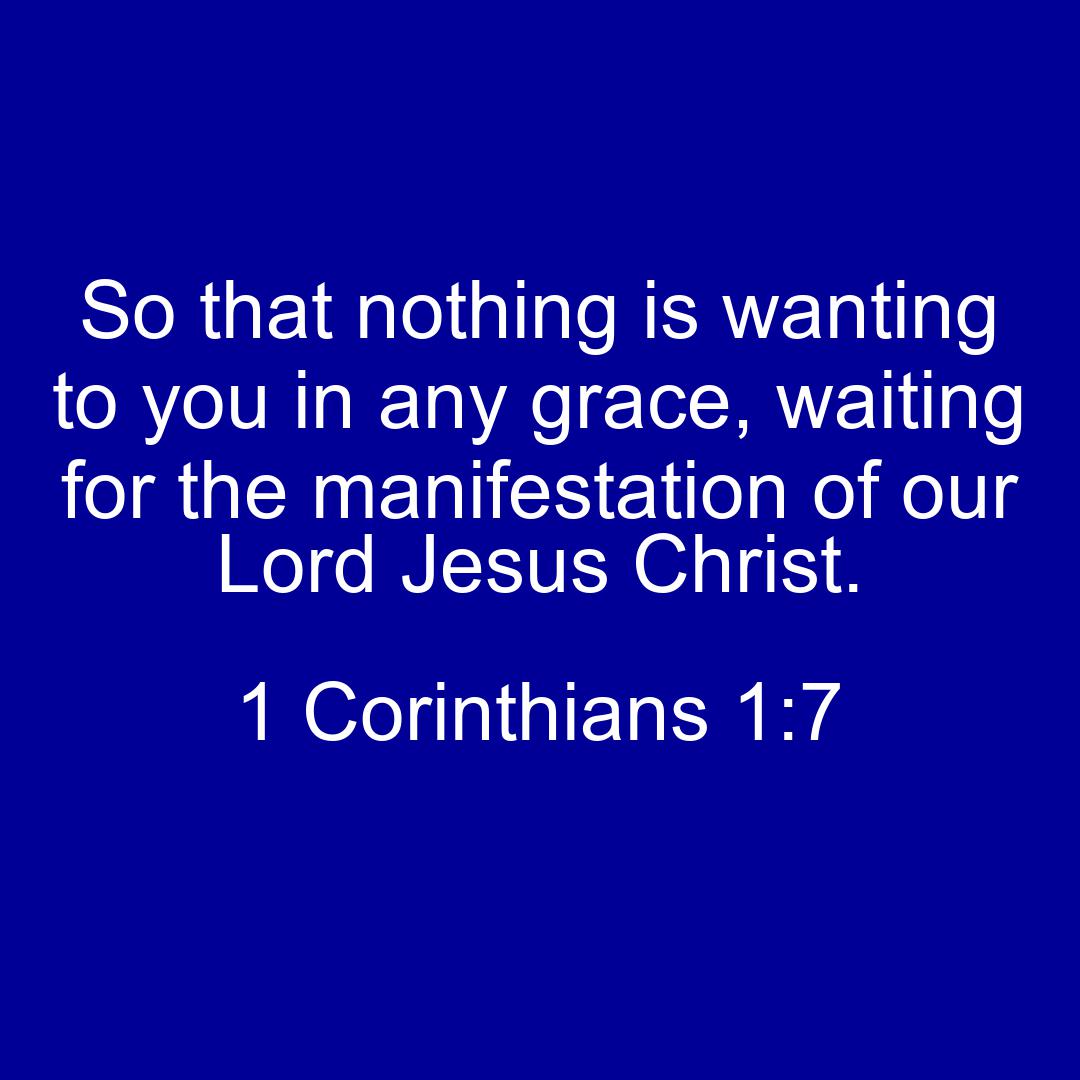 So that nothing is wanting
to you in any grace, waiting
for the manifestation of our
Lord Jesus Christ.
1 Corinthians 1:7